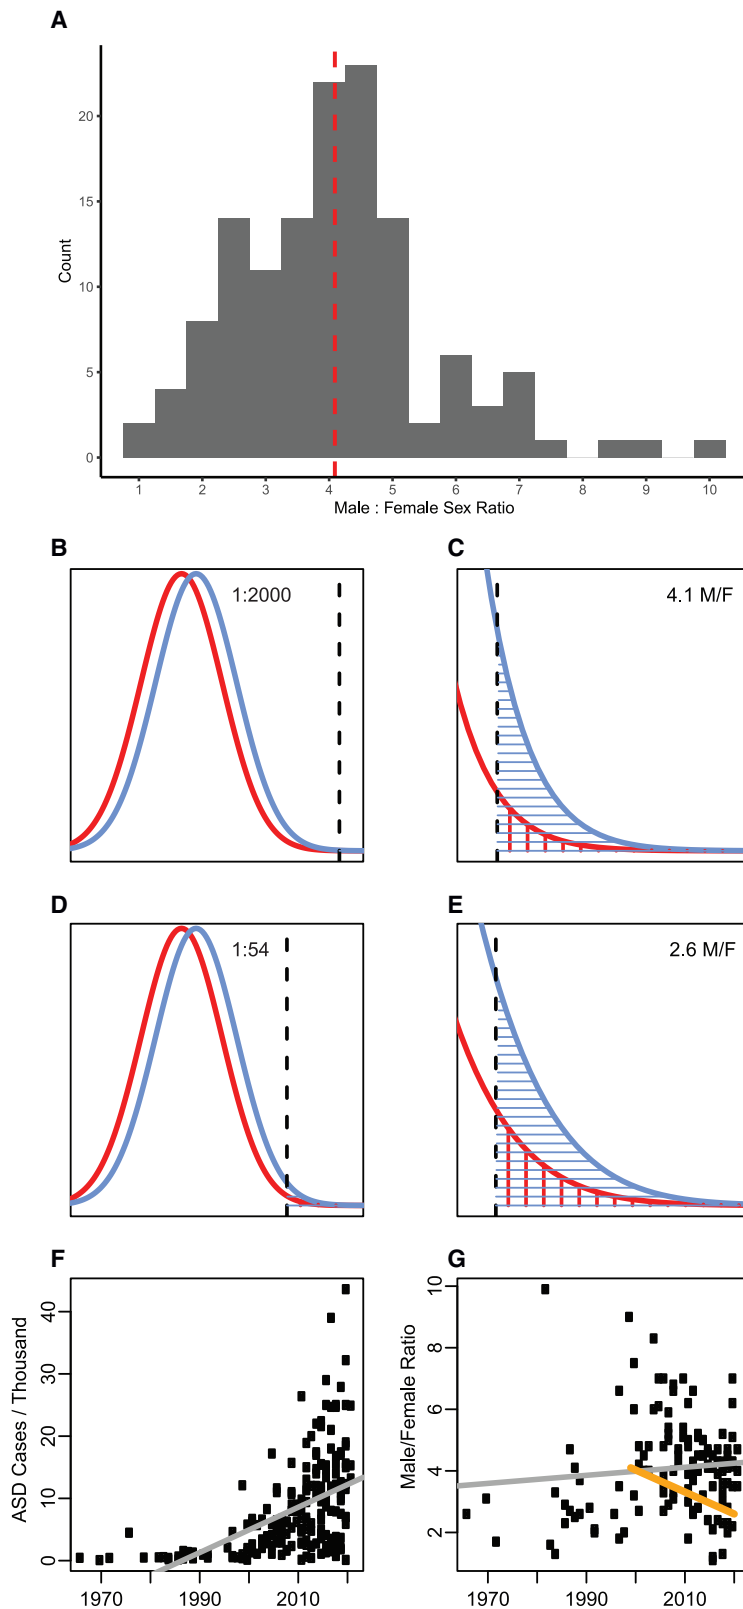 A
20
15
10
5
0
Count
1 2 3 4 5 6 7 8 9 10
Male : Female Sex Ratio
B
1:2000
C
4.1 M/F
D
1:54
E
2.6 M/F
F
ASD Cases / Thousand
40
30
20
10
0
1970 1990 2010
G
Male/Female Ratio
10
8
6
4
2
1970 1990 2010